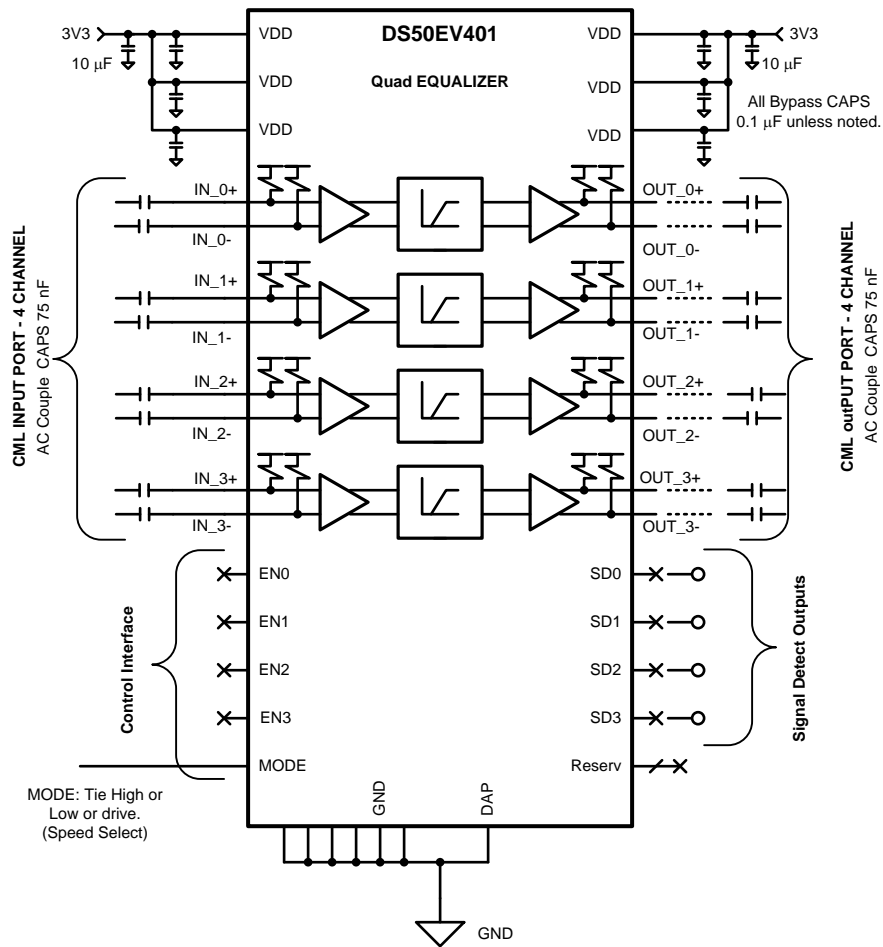 DS50EV401
Quad EQUALIZER
3V3
10 μF
VDD
VDD
VDD
VDD
VDD
VDD
3V3
10 μF
All Bypass CAPS
0.1 μF unless noted.
CML INPUT PORT - 4 CHANNEL
AC Couple CAPS 75 nF
IN_0+
IN_0-
IN_1+
IN_1-
IN_2+
IN_2-
IN_3+
IN_3-
OUT_0+
OUT_0-
OUT_1+
OUT_1-
OUT_2+
OUT_2-
OUT_3+
OUT_3-
CML outPUT PORT - 4 CHANNEL
AC Couple CAPS 75 nF
Control Interface
EN0
EN1
EN2
EN3
MODE
MODE: Tie High or
Low or drive.
(Speed Select)
SD0
SD1
SD2
SD3
Reserv
Signal Detect Outputs
GND
DAP
GND